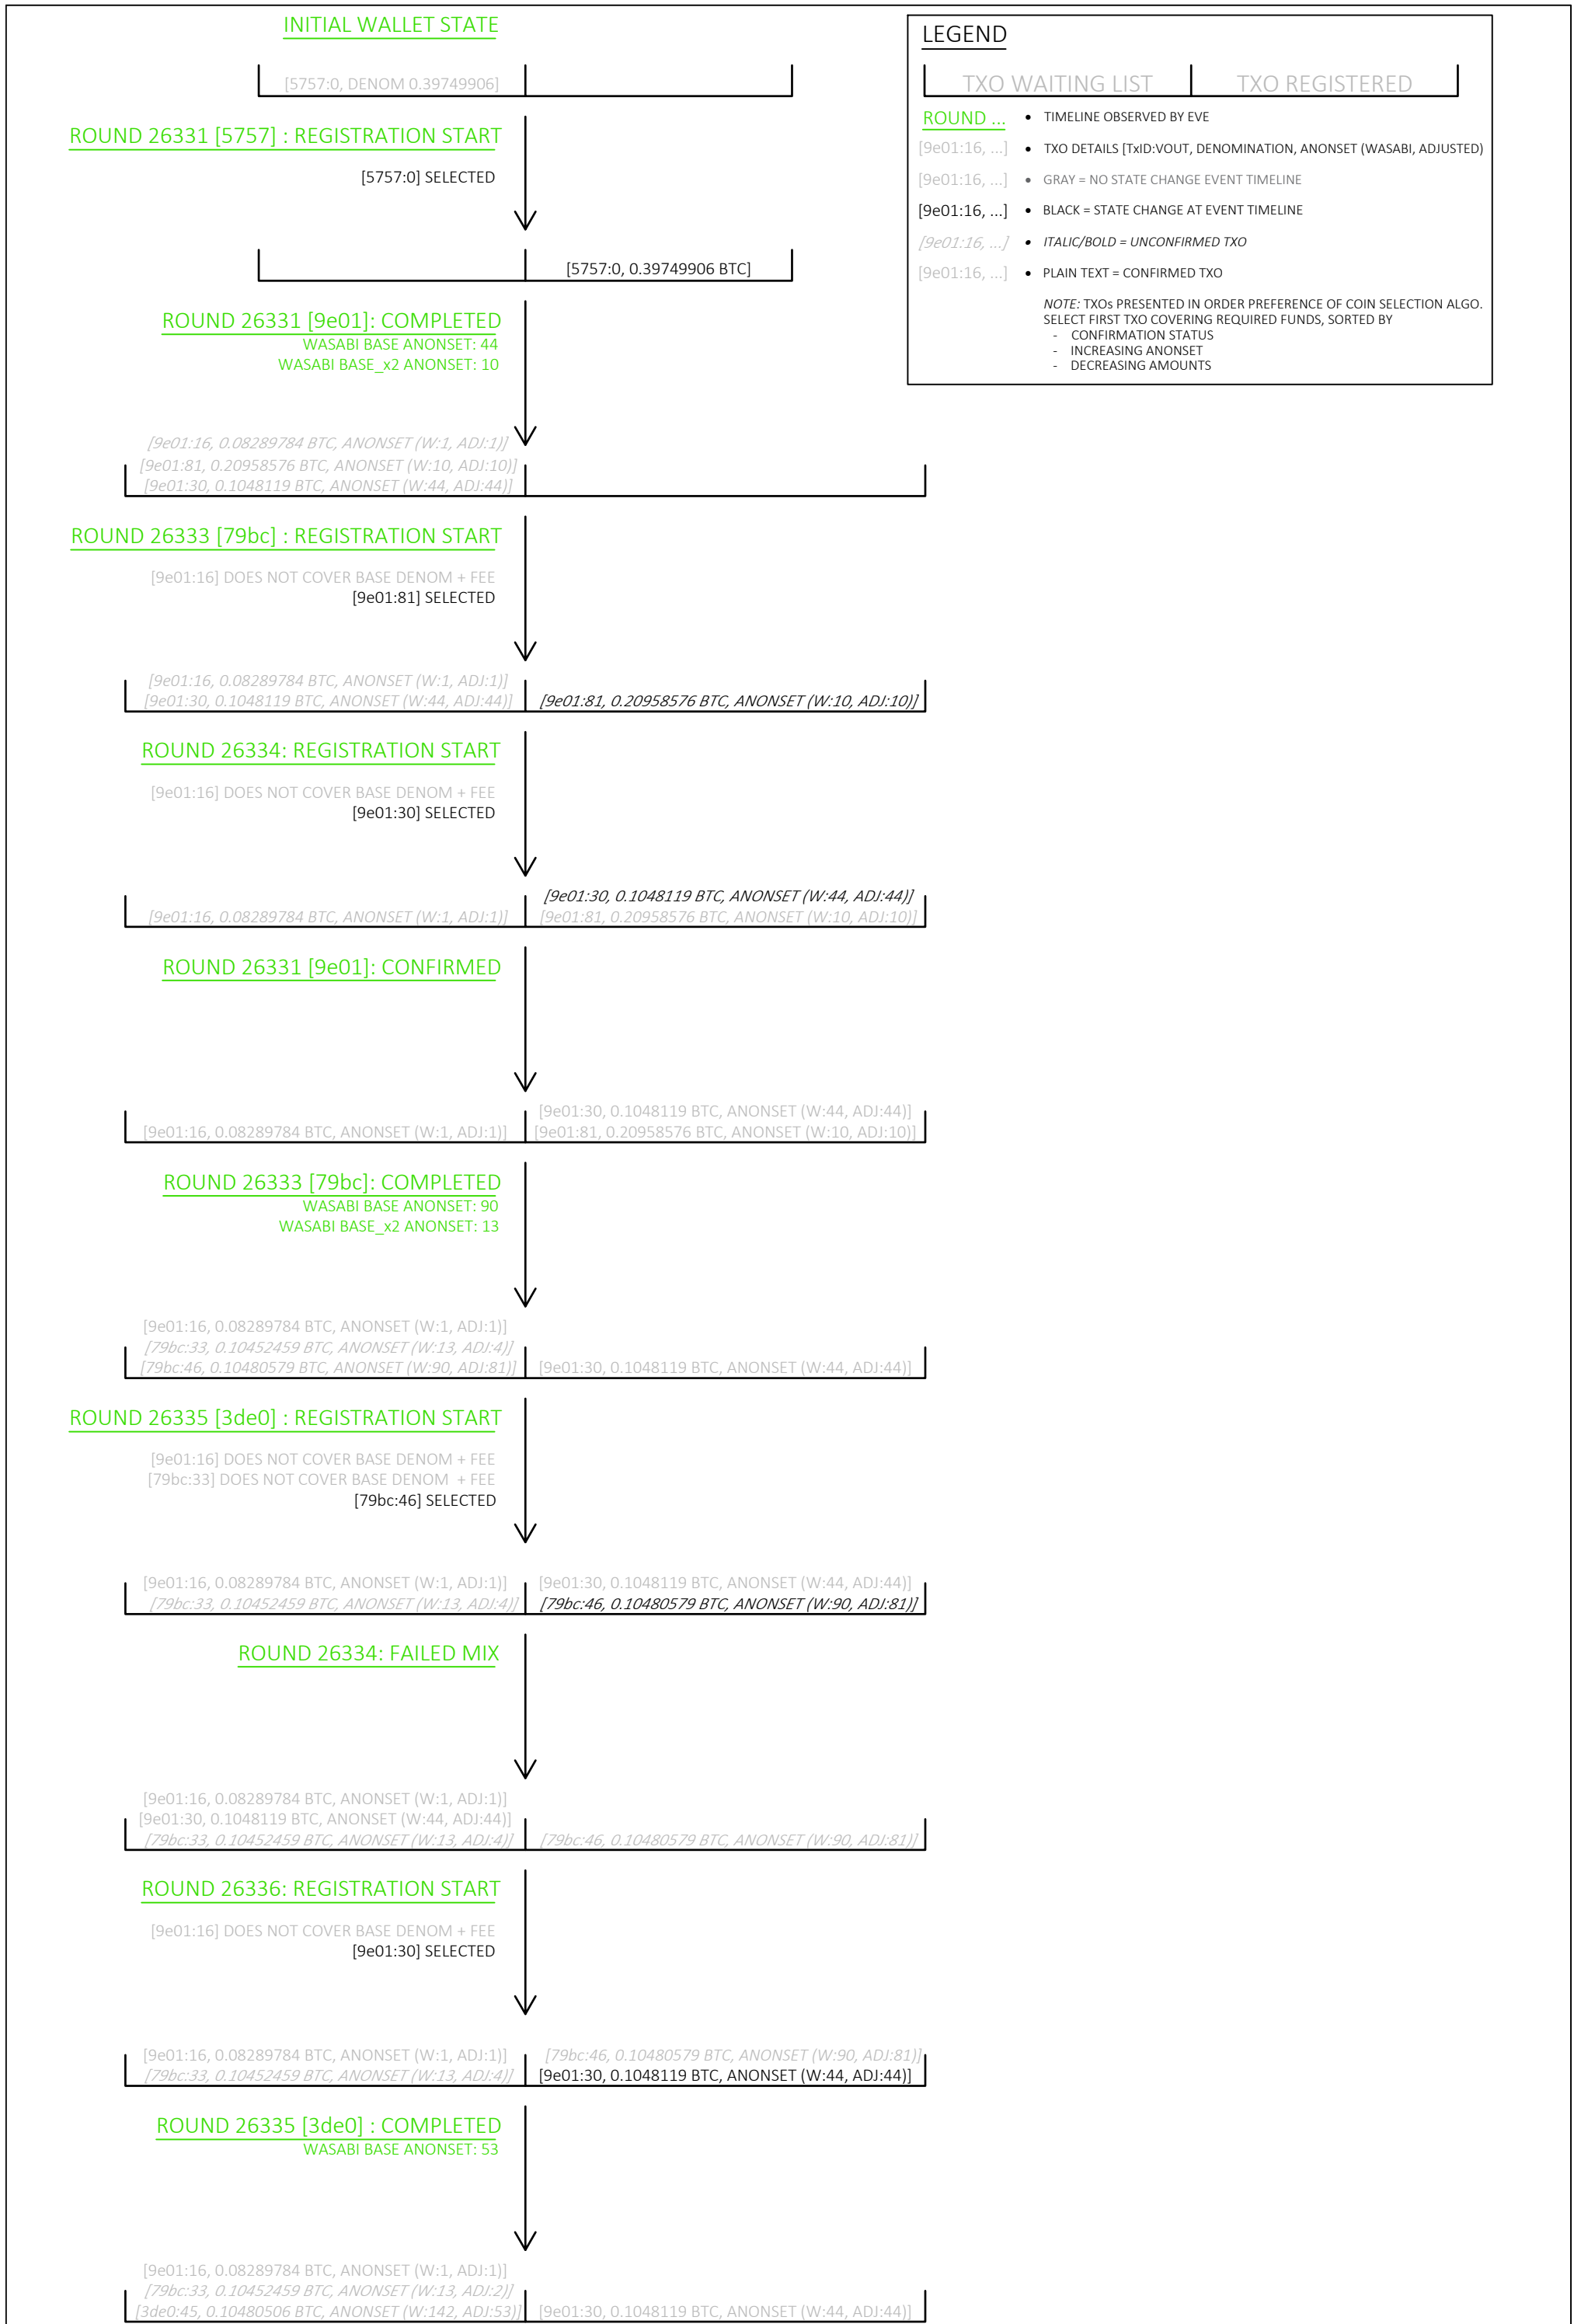 INITIAL WALLET STATE
[5757:0, DENOM 0.39749906]
LEGEND
TXO WAITING LIST
TXO REGISTERED
ROUND ... • TIMELINE OBSERVED BY EVE
[9e01:16, ...] • TXO DETAILS [TxID:VOUT, DENOMINATION, ANONSET (WASABI, ADJUSTED)
[9e01:16, ...] • GRAY = NO STATE CHANGE EVENT TIMELINE
[9e01:16, ...] • BLACK = STATE CHANGE AT EVENT TIMELINE
[9e01:16, ...] • ITALIC/BOLD = UNCONFIRMED TXO
[9e01:16, ...] • PLAIN TEXT = CONFIRMED TXO
NOTE: TXOs PRESENTED IN ORDER PREFERENCE OF COIN SELECTION ALGO.
SELECT FIRST TXO COVERING REQUIRED FUNDS, SORTED BY
- CONFIRMATION STATUS
- INCREASING ANONSET
- DECREASING AMOUNTS
ROUND 26331 [5757] : REGISTRATION START
[5757:0] SELECTED
[5757:0, 0.39749906 BTC]
ROUND 26331 [9e01]: COMPLETED
WASABI BASE ANONSET: 44
WASABI BASE_x2 ANONSET: 10
[9e01:16, 0.08289784 BTC, ANONSET (W:1, ADJ:1)]
[9e01:81, 0.20958576 BTC, ANONSET (W:10, ADJ:10)]
[9e01:30, 0.1048119 BTC, ANONSET (W:44, ADJ:44)]
ROUND 26333 [79bc] : REGISTRATION START
[9e01:16] DOES NOT COVER BASE DENOM + FEE
[9e01:81] SELECTED
[9e01:16, 0.08289784 BTC, ANONSET (W:1, ADJ:1)]
[9e01:30, 0.1048119 BTC, ANONSET (W:44, ADJ:44)]
[9e01:81, 0.20958576 BTC, ANONSET (W:10, ADJ:10)]
ROUND 26334: REGISTRATION START
[9e01:16] DOES NOT COVER BASE DENOM + FEE
[9e01:30] SELECTED
[9e01:30, 0.1048119 BTC, ANONSET (W:44, ADJ:44)]
[9e01:16, 0.08289784 BTC, ANONSET (W:1, ADJ:1)]
[9e01:81, 0.20958576 BTC, ANONSET (W:10, ADJ:10)]
ROUND 26331 [9e01]: CONFIRMED
[9e01:30, 0.1048119 BTC, ANONSET (W:44, ADJ:44)]
[9e01:16, 0.08289784 BTC, ANONSET (W:1, ADJ:1)]
[9e01:81, 0.20958576 BTC, ANONSET (W:10, ADJ:10)]
ROUND 26333 [79bc]: COMPLETED
WASABI BASE ANONSET: 90
WASABI BASE_x2 ANONSET: 13
[9e01:16, 0.08289784 BTC, ANONSET (W:1, ADJ:1)]
[79bc:33, 0.10452459 BTC, ANONSET (W:13, ADJ:4)]
[79bc:46, 0.10480579 BTC, ANONSET (W:90, ADJ:81)]
[9e01:30, 0.1048119 BTC, ANONSET (W:44, ADJ:44)]
ROUND 26335 [3de0] : REGISTRATION START
[9e01:16] DOES NOT COVER BASE DENOM + FEE
[79bc:33] DOES NOT COVER BASE DENOM + FEE
[79bc:46] SELECTED
[9e01:16, 0.08289784 BTC, ANONSET (W:1, ADJ:1)]
[9e01:30, 0.1048119 BTC, ANONSET (W:44, ADJ:44)]
[79bc:33, 0.10452459 BTC, ANONSET (W:13, ADJ:4)]
[79bc:46, 0.10480579 BTC, ANONSET (W:90, ADJ:81)]
ROUND 26334: FAILED MIX
[9e01:16, 0.08289784 BTC, ANONSET (W:1, ADJ:1)]
[9e01:30, 0.1048119 BTC, ANONSET (W:44, ADJ:44)]
[79bc:33, 0.10452459 BTC, ANONSET (W:13, ADJ:4)]
[79bc:46, 0.10480579 BTC, ANONSET (W:90, ADJ:81)]
ROUND 26336: REGISTRATION START
[9e01:16] DOES NOT COVER BASE DENOM + FEE
[9e01:30] SELECTED
[9e01:16, 0.08289784 BTC, ANONSET (W:1, ADJ:1)]
[79bc:46, 0.10480579 BTC, ANONSET (W:90, ADJ:81)]
[79bc:33, 0.10452459 BTC, ANONSET (W:13, ADJ:4)]
[9e01:30, 0.1048119 BTC, ANONSET (W:44, ADJ:44)]
ROUND 26335 [3de0] : COMPLETED
WASABI BASE ANONSET: 53
[9e01:16, 0.08289784 BTC, ANONSET (W:1, ADJ:1)]
[79bc:33, 0.10452459 BTC, ANONSET (W:13, ADJ:2)]
[3de0:45, 0.10480506 BTC, ANONSET (W:142, ADJ:53)]
[9e01:30, 0.1048119 BTC, ANONSET (W:44, ADJ:44)]